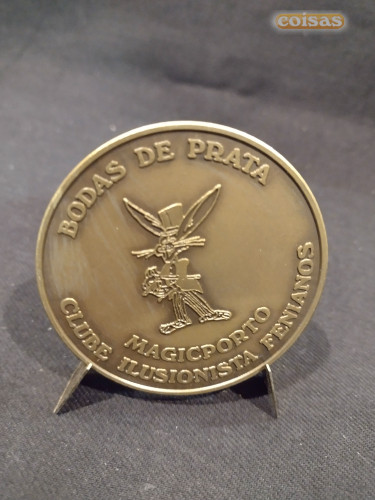 coisas
BODAS DE PRATA
MAGICPORTO
CLUBE ILUSIONISTA FENIANOS